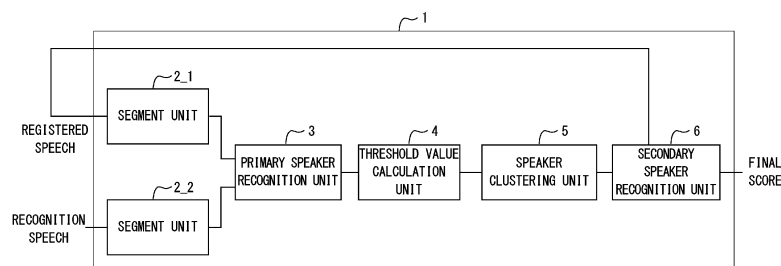 1
2_1
SEGMENT UNIT
REGISTERED
SPEECH
3
PRIMARY SPEAKER
RECOGNITION UNIT
4
THRESHOLD VALUE
CALCULATION
UNIT
5
SPEAKER
CLUSTERING UNIT
6
SECONDARY
SPEAKER
RECOGNITION UNIT
FINAL
SCORE
2_2
SEGMENT UNIT
RECOGNITION
SPEECH